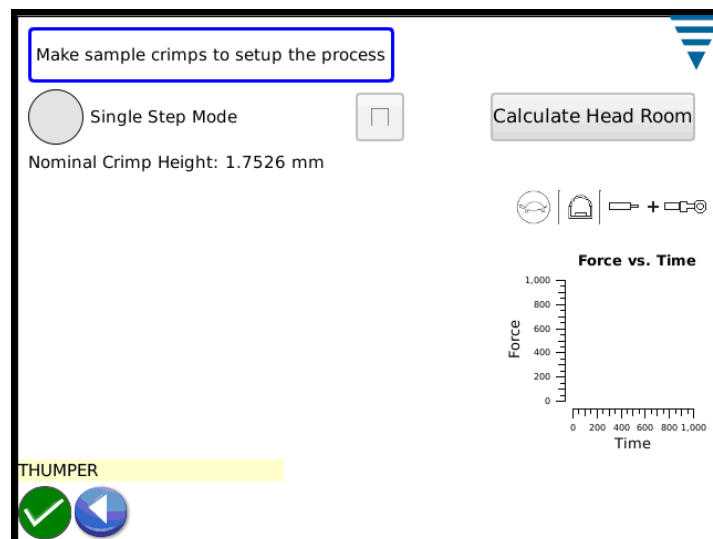 Make sample crimps to setup the process
Single Step Mode
Calculate Head Room
Nominal Crimp Height: 1.7526 mm
Force vs. Time
1,000
800
600
400
200
0
Force
0 200 400 600 800 1,000
Time
THUMPER